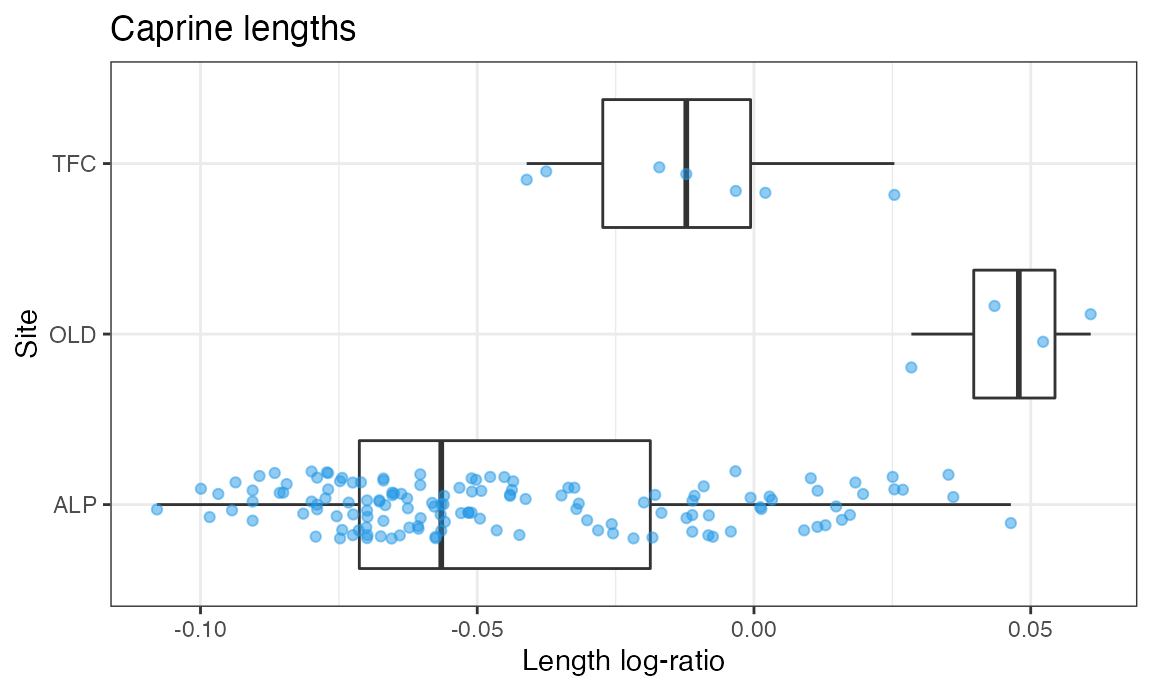 Caprine lengths
TFC
OLD
ALP
Site
-0.10
-0.05
0.00
0.05
Length log-ratio